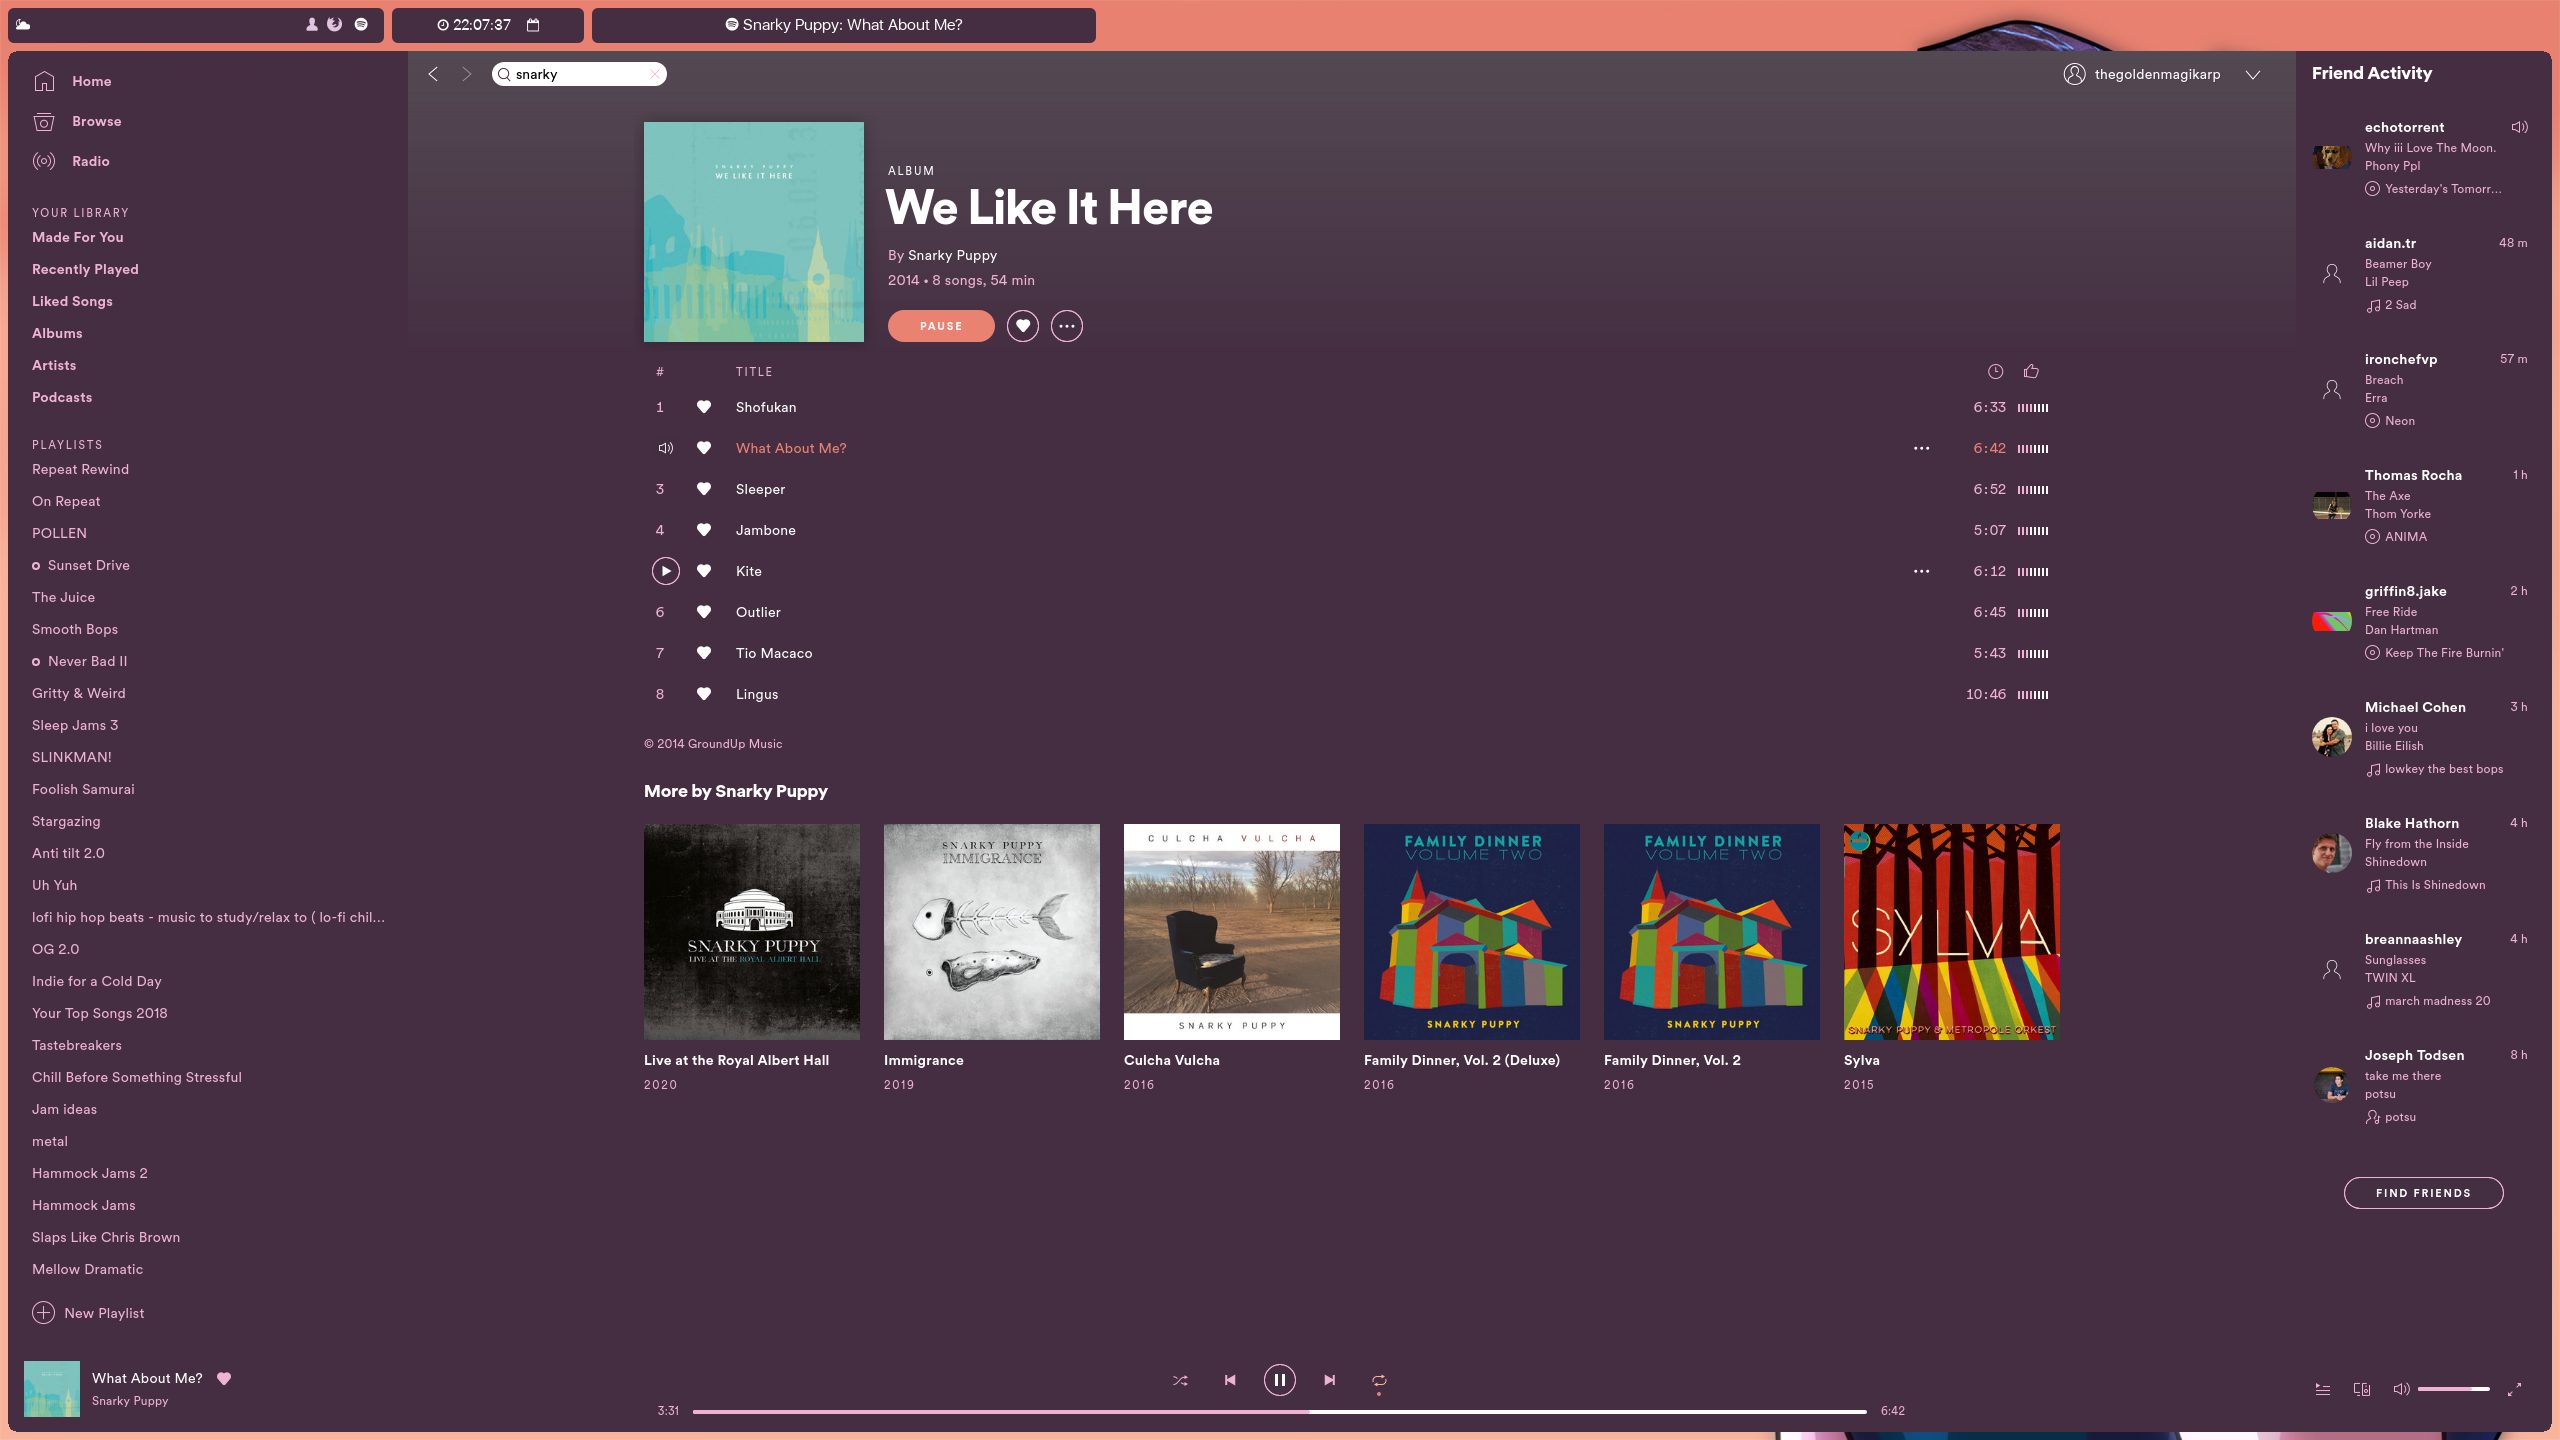 22:07:37
Snarky Puppy: What About Me?
Home
Browse
Radio
YOUR LIBRARY
Made For You
Recently Played
Liked Songs
Albums
Artists
Podcasts
PLAYLISTS
Repeat Rewind
On Repeat
POLLEN
Sunset Drive
The Juice
Smooth Bops
Never Bad II
Gritty & Weird
Sleep Jams 3
SLINKMAN!
Foolish Samurai
Stargazing
Anti tilt 2.0
Uh Yuh
lofi hip hop beats - music to study/relax to ( lo-fi chil...
OG 2.0
Indie for a Cold Day
Your Top Songs 2018
Tastebreakers
Chill Before Something Stressful
Jam ideas
metal
Hammock Jams 2
Hammock Jams
Slaps Like Chris Brown
Mellow Dramatic
New Playlist
snarky
thegoldenmagikarp
SNARKY PUPPY
WE LIKE IT HERE
06.01.13
ALBUM
We Like It Here
By Snarky Puppy
2014 • 8 songs, 54 min
PAUSE
# TITLE
1 Shofukan 6:33
What About Me? 6:42
3 Sleeper 6:52
4 Jambone 5:07
Kite 6:12
6 Outlier 6:45
7 Tio Macaco 5:43
8 Lingus 10:46
© 2014 GroundUp Music
More by Snarky Puppy
SNARKY PUPPY
LIVE AT THE ROYAL ALBERT HALL
Live at the Royal Albert Hall
2020
SNARKY PUPPY
IMMIGRANCE
Immigrance
2019
CULCHA VULCHA
SNARKY PUPPY
Culcha Vulcha
2016
FAMILY DINNER
VOLUME TWO
SNARKY PUPPY
Family Dinner, Vol. 2 (Deluxe)
2016
FAMILY DINNER
VOLUME TWO
SNARKY PUPPY
Family Dinner, Vol. 2
2016
SYLVA
SNARKY PUPPY & METROPOLE ORKEST
Sylva
2015
Friend Activity
echotorrent
Why iii Love The Moon.
Phony Ppl
Yesterday's Tomorr...
aidan.tr 48 m
Beamer Boy
Lil Peep
2 Sad
ironchefvp 57 m
Breach
Erra
Neon
Thomas Rocha 1 h
The Axe
Thom Yorke
ANIMA
griffin8.jake 2 h
Free Ride
Dan Hartman
Keep The Fire Burnin'
Michael Cohen 3 h
i love you
Billie Eilish
lowkey the best bops
Blake Hathorn 4 h
Fly from the Inside
Shinedown
This Is Shinedown
breannaashley 4 h
Sunglasses
TWIN XL
march madness 20
Joseph Todsen 8 h
take me there
potsu
potsu
FIND FRIENDS
What About Me?
Snarky Puppy
3:31 6:42